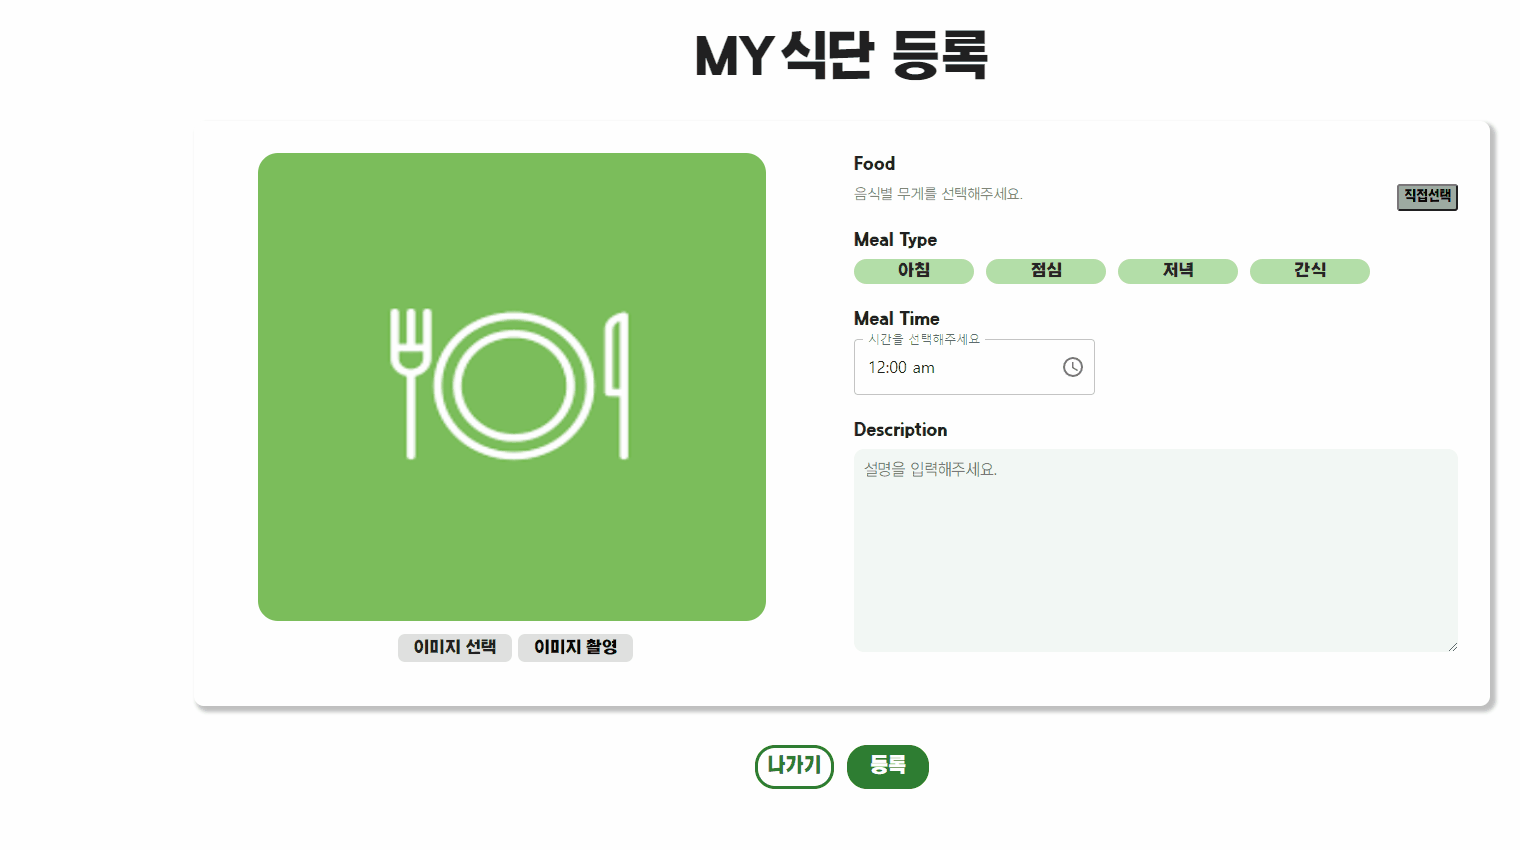 MY식단 등록
Food
음식별 무게를 선택해주세요.
직접선택
Meal Type
아침 점심 저녁 간식
Meal Time
시간을 선택해주세요
12:00 am
Description
설명을 입력해주세요.
이미지 선택 이미지 촬영
나가기 등록